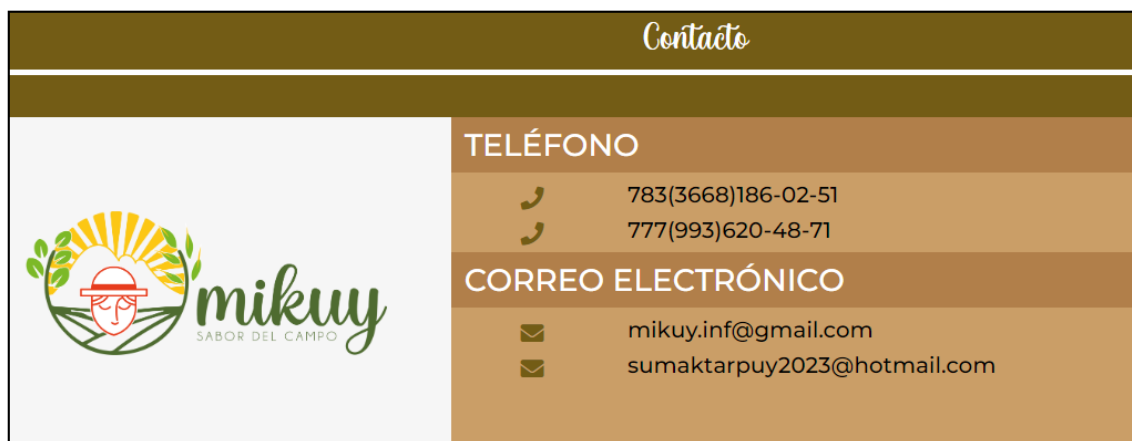 Contacto
TELÉFONO
783(3668)186-02-51
777(993)620-48-71
CORREO ELECTRÓNICO
mikuy.inf@gmail.com
sumaktarpuy2023@hotmail.com
mikuy
SABOR DEL CAMPO